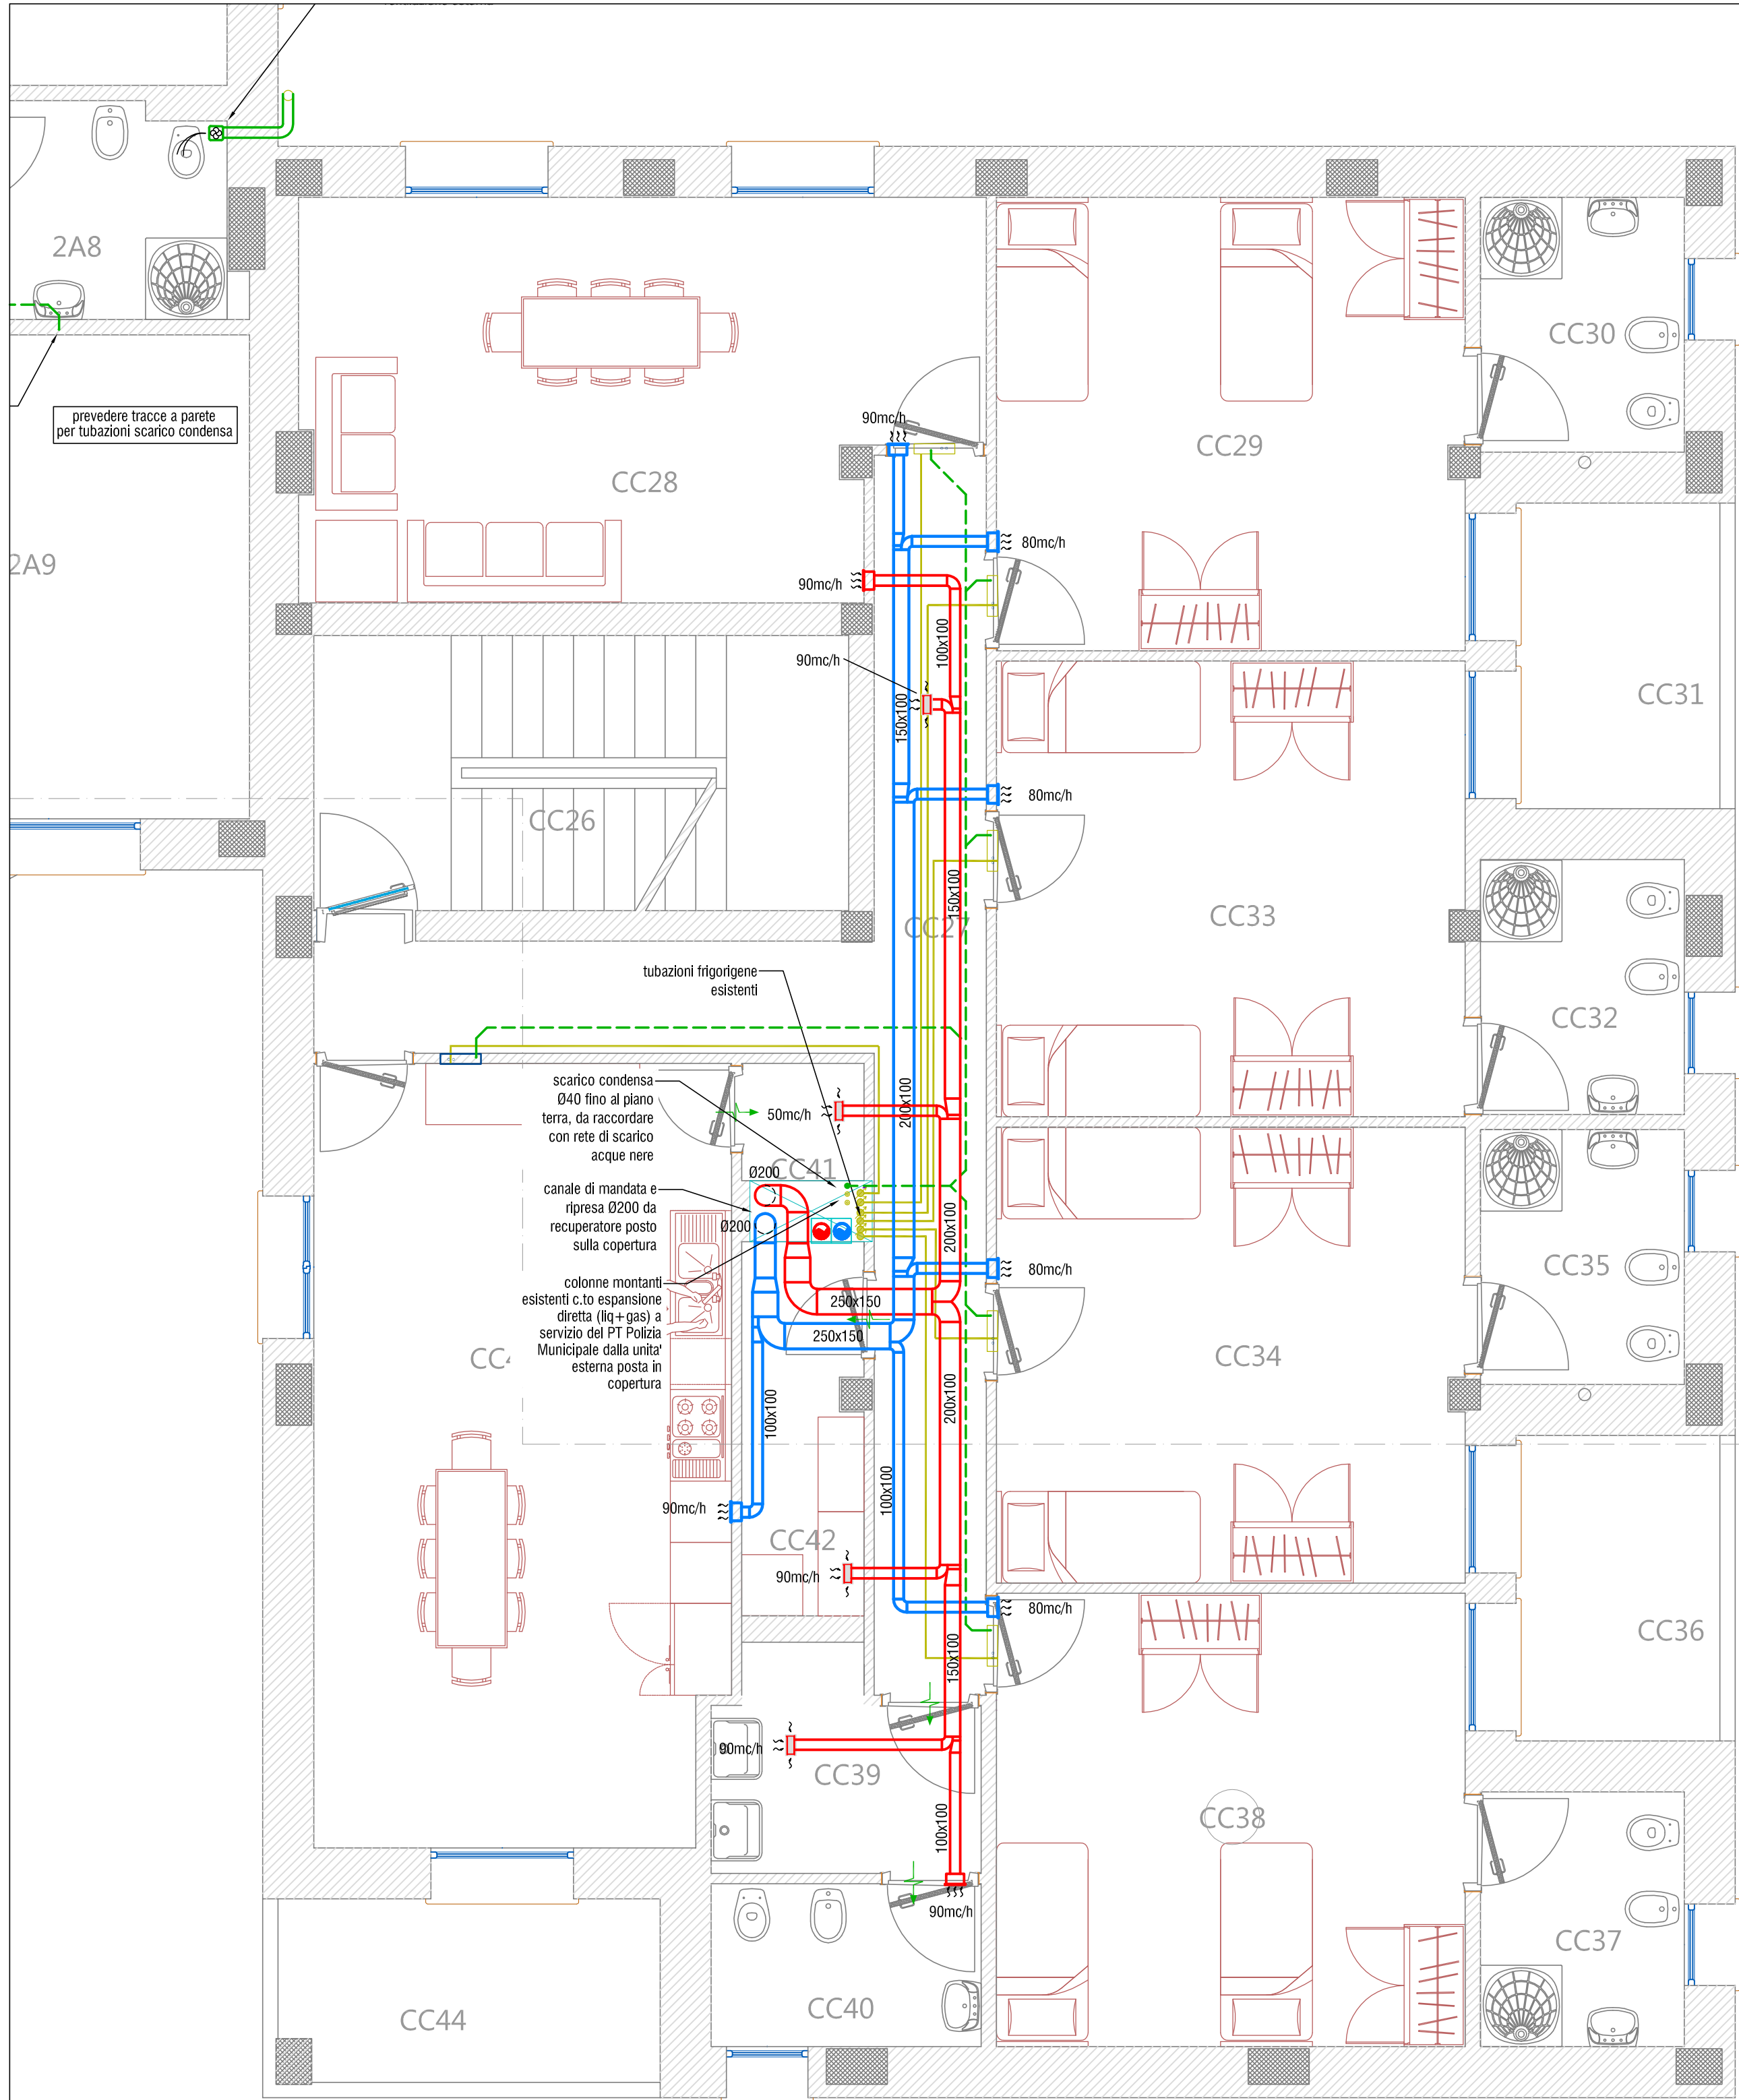 2A8
prevedere tracce a parete
per tubazioni scarico condensa
2A9
CC28
90mc/h
CC29
CC30
80mc/h
90mc/h
100x100
90mc/h
150x100
CC31
80mc/h
CC26
150x100
CC27
CC33
tubazioni frigorigene
esistenti
CC32
scarico condensa
Ø40 fino al piano
terra, da raccordare
con rete di scarico
acque nere
50mc/h
200x100
CC41
Ø200
canale di mandata e
ripresa Ø200 da
recuperatore posto
sulla copertura
Ø200
200x100
80mc/h
CC35
colonne montanti
esistenti c.to espansione
diretta (liq+gas) a
servizio del PT Polizia
Municipale dalla unita'
esterna posta in
copertura
250x150
250x150
CC34
200x100
100x100
100x100
90mc/h
CC42
90mc/h
80mc/h
150x100
CC36
90mc/h
CC39
100x100
CC38
90mc/h
CC37
CC40
CC44